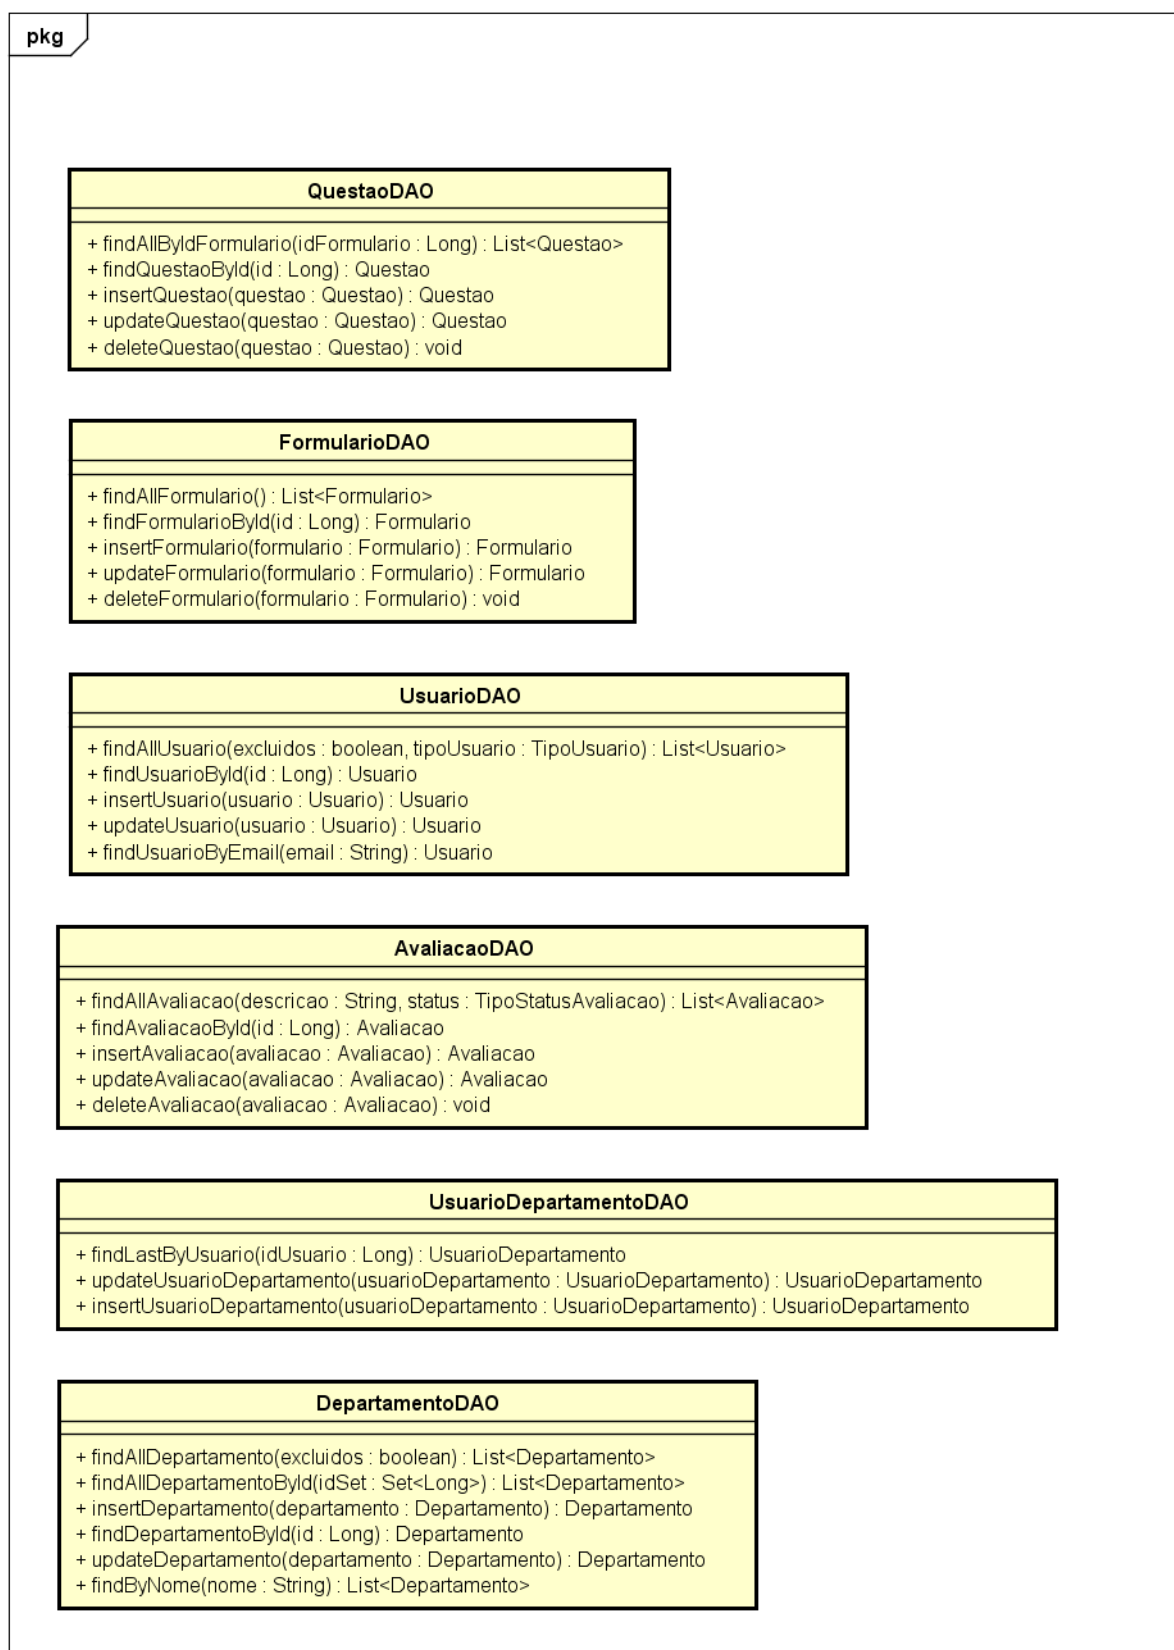 pkg
QuestaoDAO
+ findAllByIdFormulario(idFormulario : Long) : List<Questao>
+ findQuestaoById(id : Long) : Questao
+ insertQuestao(questao : Questao) : Questao
+ updateQuestao(questao : Questao) : Questao
+ deleteQuestao(questao : Questao) : void
FormularioDAO
+ findAllFormulario() : List<Formulario>
+ findFormularioById(id : Long) : Formulario
+ insertFormulario(formulario : Formulario) : Formulario
+ updateFormulario(formulario : Formulario) : Formulario
+ deleteFormulario(formulario : Formulario) : void
UsuarioDAO
+ findAllUsuario(excluidos : boolean, tipoUsuario : TipoUsuario) : List<Usuario>
+ findUsuarioById(id : Long) : Usuario
+ insertUsuario(usuario : Usuario) : Usuario
+ updateUsuario(usuario : Usuario) : Usuario
+ findUsuarioByEmail(email : String) : Usuario
AvaliacaoDAO
+ findAllAvaliacao(descricao : String, status : TipoStatusAvaliacao) : List<Avaliacao>
+ findAvaliacaoById(id : Long) : Avaliacao
+ insertAvaliacao(avaliacao : Avaliacao) : Avaliacao
+ updateAvaliacao(avaliacao : Avaliacao) : Avaliacao
+ deleteAvaliacao(avaliacao : Avaliacao) : void
UsuarioDepartamentoDAO
+ findLastByUsuario(idUsuario : Long) : UsuarioDepartamento
+ updateUsuarioDepartamento(usuarioDepartamento : UsuarioDepartamento) : UsuarioDepartamento
+ insertUsuarioDepartamento(usuarioDepartamento : UsuarioDepartamento) : UsuarioDepartamento
DepartamentoDAO
+ findAllDepartamento(excluidos : boolean) : List<Departamento>
+ findAllDepartamentoById(idSet : Set<Long>) : List<Departamento>
+ insertDepartamento(departamento : Departamento) : Departamento
+ findDepartamentoById(id : Long) : Departamento
+ updateDepartamento(departamento : Departamento) : Departamento
+ findByNome(nome : String) : List<Departamento>